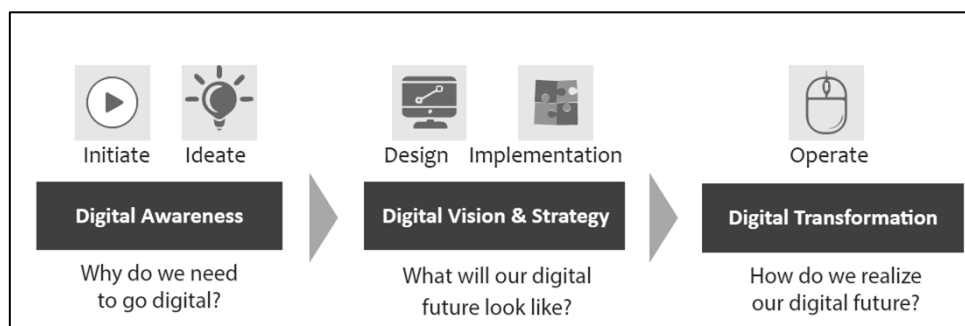 Initiate
Ideate
Design
Implementation
Operate
Digital Awareness
Digital Vision & Strategy
Digital Transformation
Why do we need
to go digital?
What will our digital
future look like?
How do we realize
our digital future?